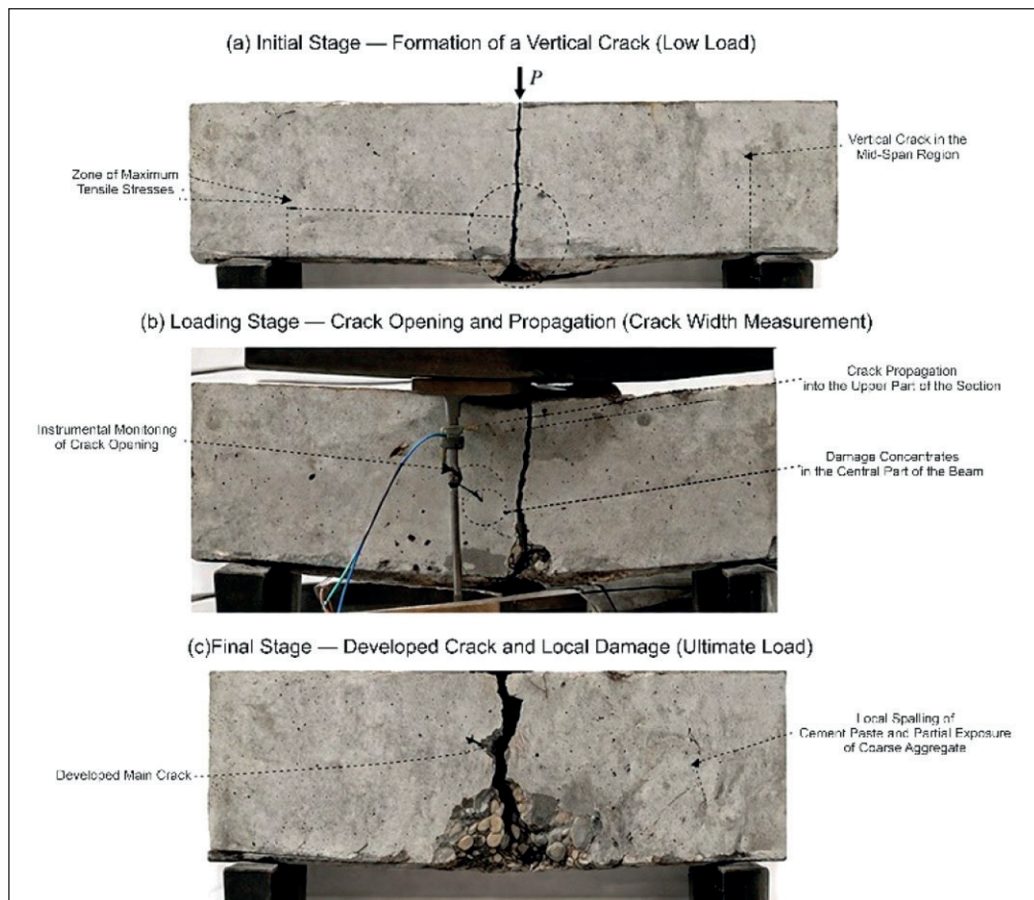 (a) Initial Stage — Formation of a Vertical Crack (Low Load)
P
Vertical Crack in the
Mid-Span Region
Zone of Maximum
Tensile Stresses
(b) Loading Stage — Crack Opening and Propagation (Crack Width Measurement)
Crack Propagation
into the Upper Part of the Section
Instrumental Monitoring
of Crack Opening
Damage Concentrates
in the Central Part of the Beam
(c)Final Stage — Developed Crack and Local Damage (Ultimate Load)
Local Spalling of
Cement Paste and Partial Exposure
of Coarse Aggregate
Developed Main Crack